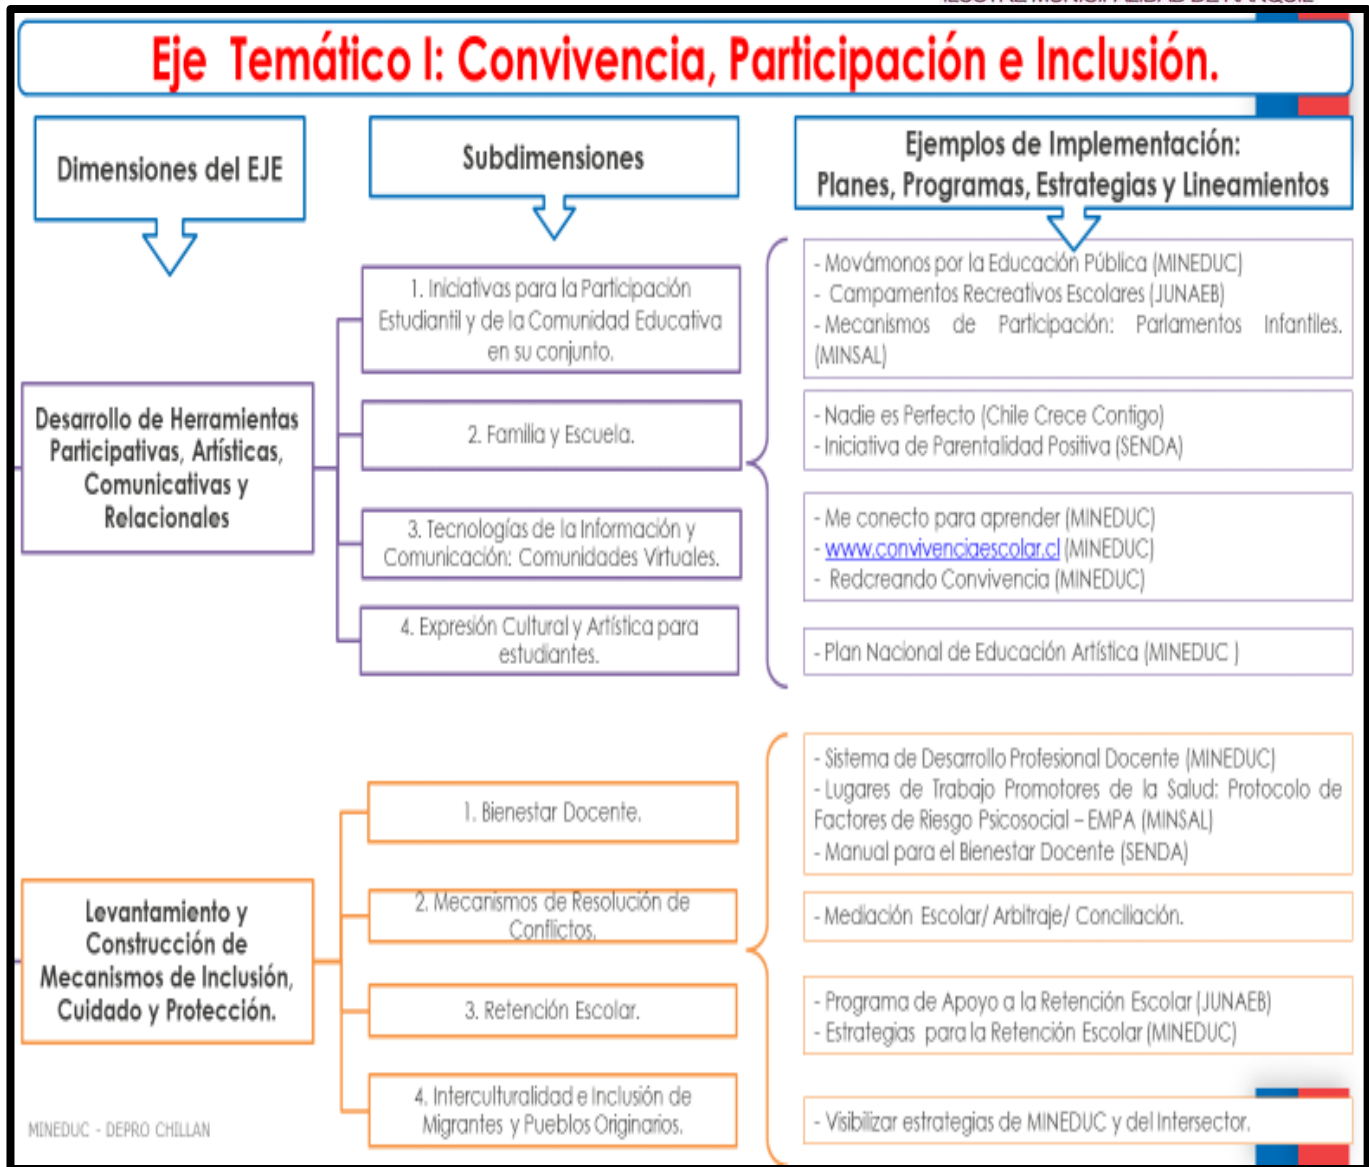 Eje Temático I: Convivencia, Participación e Inclusión.
Dimensiones del EJE
Subdimensiones
Ejemplos de Implementación:
Planes, Programas, Estrategias y Lineamientos
Desarrollo de Herramientas
Participativas, Artísticas,
Comunicativas y
Relacionales
1. Iniciativas para la Participación
Estudiantil y de la Comunidad Educativa
en su conjunto.
- Movámonos por la Educación Pública (MINEDUC)
- Campamentos Recreativos Escolares (JUNAEB)
- Mecanismos de Participación: Parlamentos Infantiles.
(MINSAL)
2. Familia y Escuela.
- Nadie es Perfecto (Chile Crece Contigo)
- Iniciativa de Parentalidad Positiva (SENDA)
3. Tecnologías de la Información y
Comunicación: Comunidades Virtuales.
- Me conecto para aprender (MINEDUC)
- www.convivenciaescolar.cl (MINEDUC)
- Redcreando Convivencia (MINEDUC)
4. Expresión Cultural y Artística para
estudiantes.
- Plan Nacional de Educación Artística (MINEDUC )
Levantamiento y
Construcción de
Mecanismos de Inclusión,
Cuidado y Protección.
1. Bienestar Docente.
- Sistema de Desarrollo Profesional Docente (MINEDUC)
- Lugares de Trabajo Promotores de la Salud: Protocolo de
Factores de Riesgo Psicosocial – EMPA (MINSAL)
- Manual para el Bienestar Docente (SENDA)
2. Mecanismos de Resolución de
Conflictos.
- Mediación Escolar/ Arbitraje/ Conciliación.
3. Retención Escolar.
- Programa de Apoyo a la Retención Escolar (JUNAEB)
- Estrategias para la Retención Escolar (MINEDUC)
4. Interculturalidad e Inclusión de
Migrantes y Pueblos Originarios.
- Visibilizar estrategias de MINEDUC y del Intersector.
MINEDUC - DEPRO CHILLAN